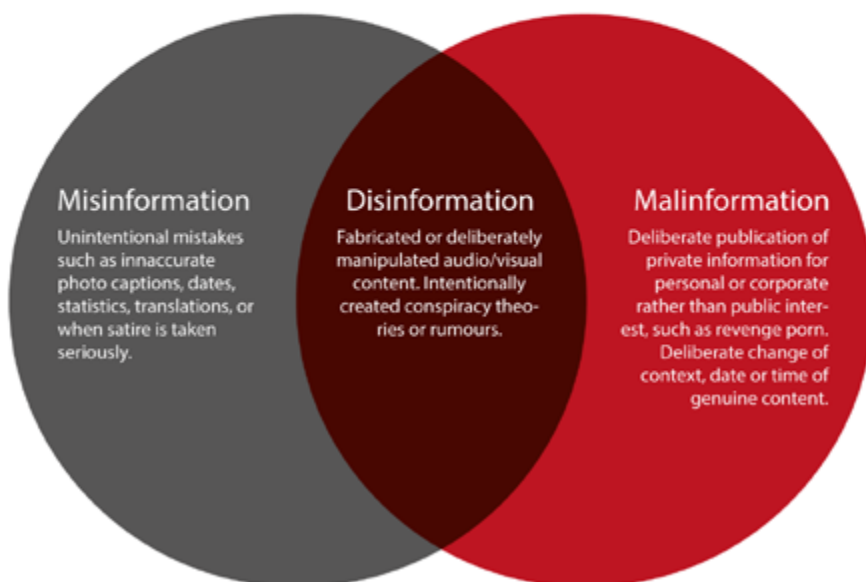 Misinformation
Unintentional mistakes
such as innaccurate
photo captions, dates,
statistics, translations, or
when satire is taken
seriously.
Disinformation
Fabricated or deliberately
manipulated audio/visual
content. Intentionally
created conspiracy theo-
ries or rumours.
Malinformation
Deliberate publication of
private information for
personal or corporate
rather than public inter-
est, such as revenge porn.
Deliberate change of
context, date or time of
genuine content.